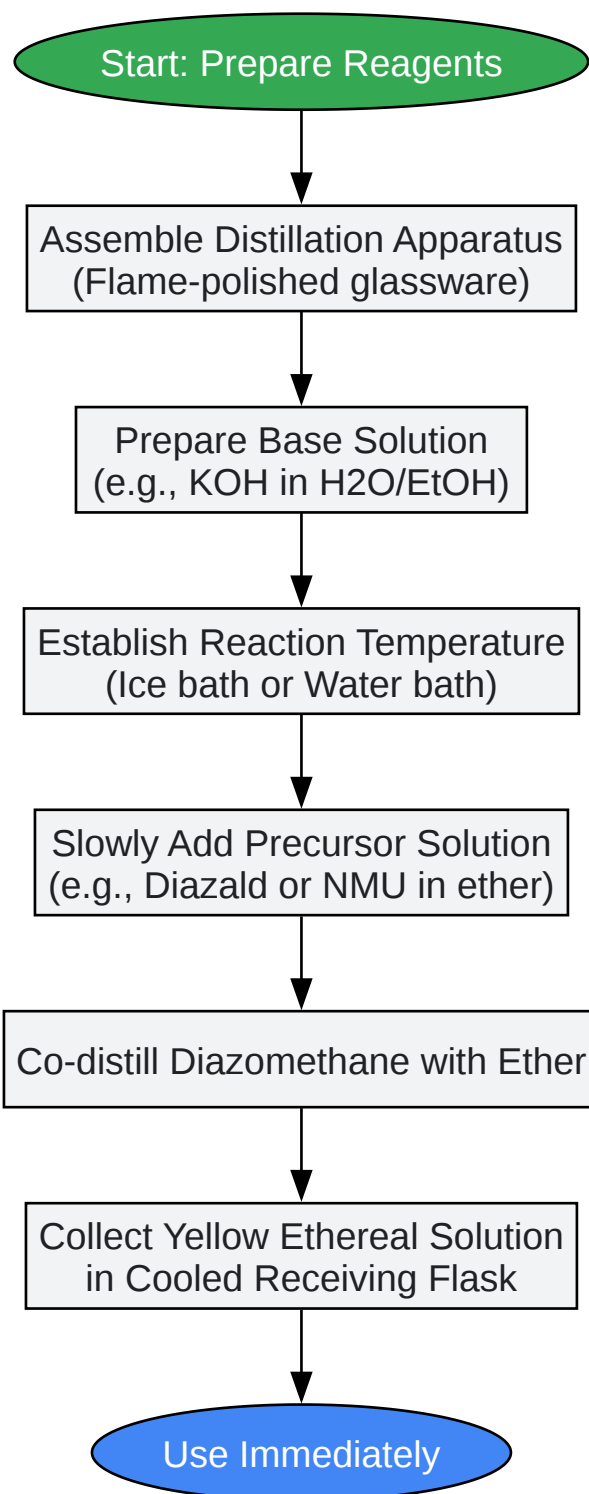 Start: Prepare Reagents
Assemble Distillation Apparatus
(Flame-polished glassware)
Prepare Base Solution
(e.g., KOH in H2O/EtOH)
Establish Reaction Temperature
(Ice bath or Water bath)
Slowly Add Precursor Solution
(e.g., Diazald or NMU in ether)
Co-distill Diazomethane with Ether
Collect Yellow Ethereal Solution
in Cooled Receiving Flask
Use Immediately